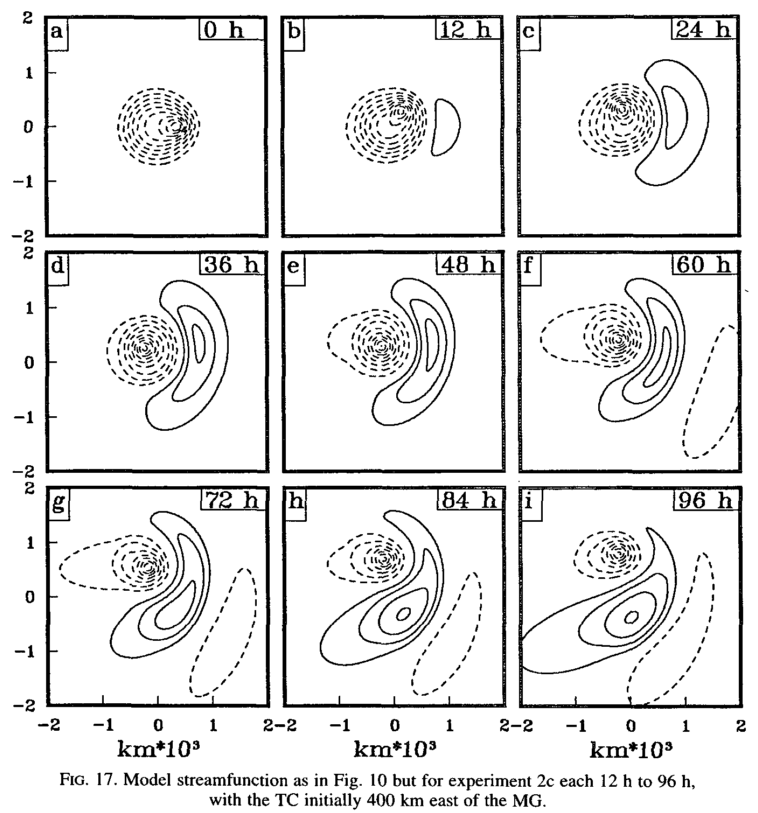 a 0 h b 12 h c 24 h
2
1
0
-1
-2
d 36 h e 48 h f 60 h
2
1
0
-1
-2
g 72 h h 84 h i 96 h
2
1
0
-1
-2
-2 -1 0 1 2 -2 -1 0 1 2 -2 -1 0 1 2
km*10³ km*10³ km*10³
FIG. 17. Model streamfunction as in Fig. 10 but for experiment 2c each 12 h to 96 h,
with the TC initially 400 km east of the MG.